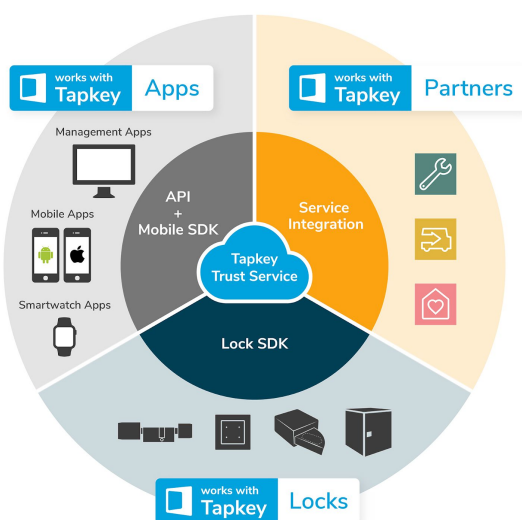 works with
Tapkey
Apps
works with
Tapkey
Partners
Management Apps
Mobile Apps
Smartwatch Apps
API
+
Mobile SDK
Service
Integration
Tapkey
Trust Service
Lock SDK
works with
Tapkey
Locks